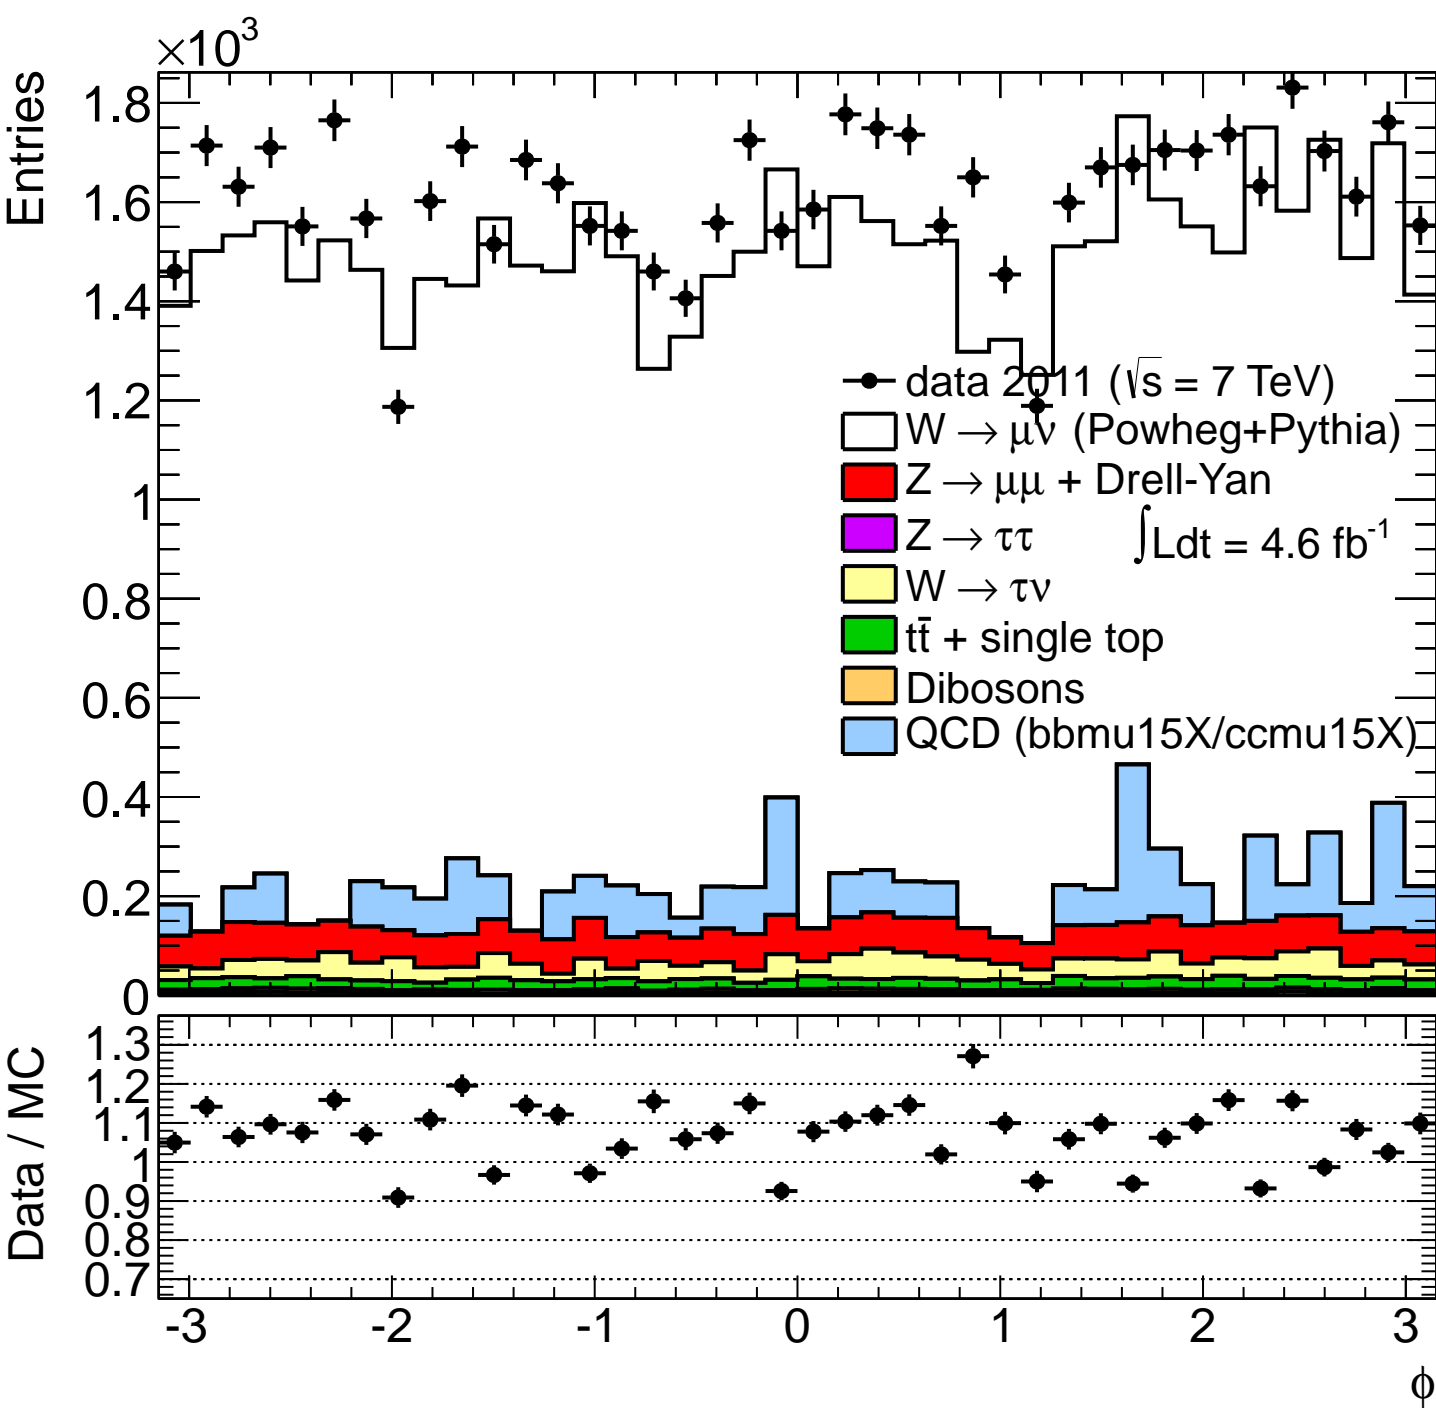 ×10³
Entries
1.8
1.6
1.4
1.2
1
0.8
0.6
0.4
0.2
0
data 2011 (√s = 7 TeV)
W → μν (Powheg+Pythia)
Z → μμ + Drell-Yan
Z → ττ
∫Ldt = 4.6 fb⁻¹
W → τν
tt̄ + single top
Dibosons
QCD (bbmu15X/ccmu15X)
Data / MC
1.3
1.2
1.1
1
0.9
0.8
0.7
-3 -2 -1 0 1 2 3
ϕ